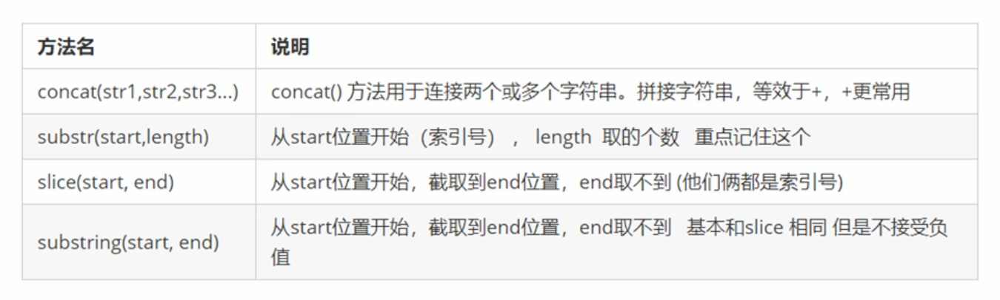 方法名 说明
concat(str1,str2,str3...) concat() 方法用于连接两个或多个字符串。拼接字符串，等效于+，+更常用
substr(start,length) 从start位置开始（索引号） ， length 取的个数 重点记住这个
slice(start, end) 从start位置开始，截取到end位置，end取不到 (他们俩都是索引号)
substring(start, end) 从start位置开始，截取到end位置，end取不到 基本和slice 相同 但是不接受负
值